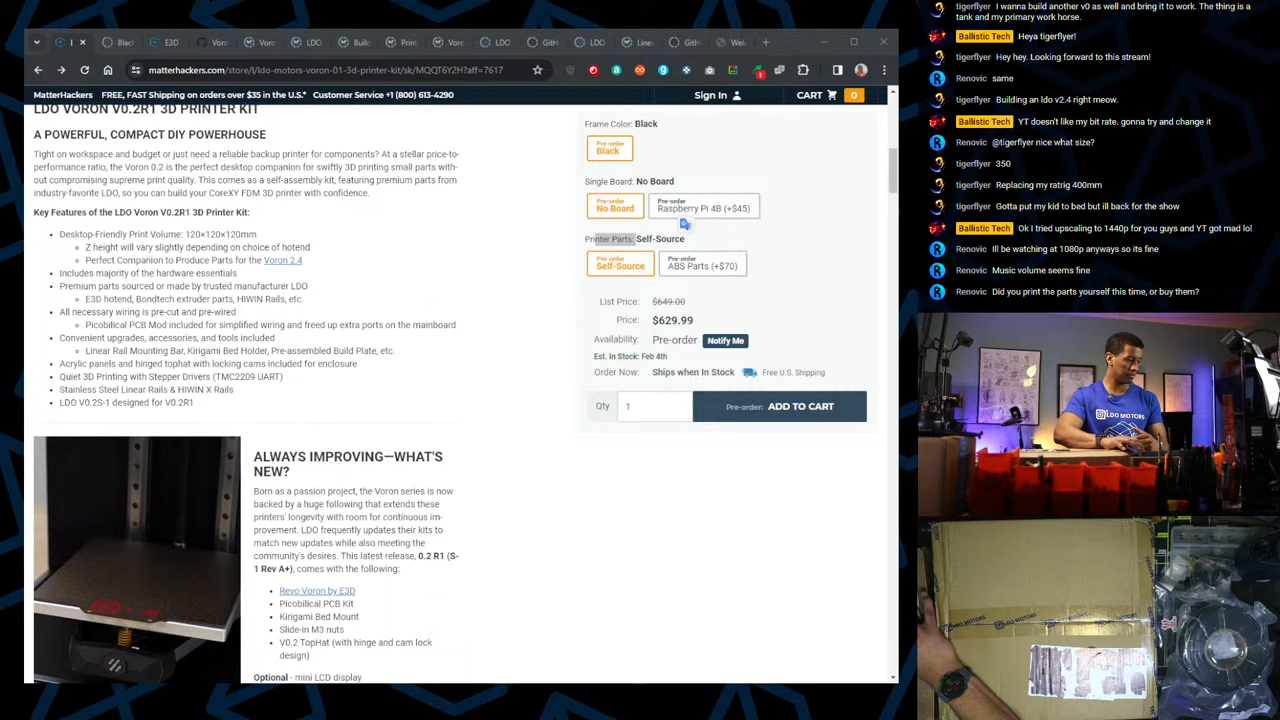 I
Blacl
E3D
Voro
Voro
LDO
Buile
Print
Voro
LDO
GitH
LDO
Line
GitH
Welc
matterhackers.com/store/l/ldo-motors-voron-01-3d-printer-kit/sk/MQQT6Y2H?aff=7617
MatterHackers FREE, FAST SHIPPING ON ORDERS OVER $35 IN THE U.S.* Customer Service +1 (800) 613-4290
Sign In
CART 0
LDO VORON V0.2R1 3D PRINTER KIT
A POWERFUL, COMPACT DIY POWERHOUSE
Tight on workspace and budget or just need a reliable backup printer for components? At a stellar price-to-
performance ratio, the Voron 0.2 is the perfect desktop companion for swiftly 3D printing small parts with-
out compromising supreme print quality. This comes as a self-assembly kit, featuring premium parts from
industry-favorite LDO, so you can build your CoreXY FDM 3D printer with confidence.
Key Features of the LDO Voron V0.2R1 3D Printer Kit:
Desktop-Friendly Print Volume: 120×120×120mm
Z height will vary slightly depending on choice of hotend
Perfect Companion to Produce Parts for the Voron 2.4
Includes majority of the hardware essentials
Premium parts sourced or made by trusted manufacturer LDO
E3D hotend, Bondtech extruder parts, HIWIN Rails, etc.
All necessary wiring is pre-cut and pre-wired
Picobilical PCB Mod included for simplified wiring and freed up extra ports on the mainboard
Convenient upgrades, accessories, and tools included
Linear Rail Mounting Bar, Kirigami Bed Holder, Pre-assembled Build Plate, etc.
Acrylic panels and hinged tophat with locking cams included for enclosure
Quiet 3D Printing with Stepper Drivers (TMC2209 UART)
Stainless Steel Linear Rails & HIWIN X Rails
LDO V0.2S-1 designed for V0.2R1
ALWAYS IMPROVING—WHAT'S
NEW?
Born as a passion project, the Voron series is now
backed by a huge following that extends these
printers' longevity with room for continuous im-
provement. LDO frequently updates their kits to
match new updates while also meeting the
community's desires. This latest release, 0.2 R1 (S-
1 Rev A+), comes with the following:
Revo Voron by E3D
Picobilical PCB Kit
Kirigami Bed Mount
Slide-in M3 nuts
V0.2 TopHat (with hinge and cam lock
design)
Optional - mini LCD display
Frame Color: Black
Pre-order
Black
Single Board: No Board
Pre-order
No Board
Pre-order
Raspberry Pi 4B (+$45)
Printer Parts: Self-Source
Pre-order
Self-Source
Pre-order
ABS Parts (+$70)
List Price: $649.00
Price: $629.99
Availability: Pre-order Notify Me
Est. In Stock: Feb 4th
Order Now: Ships when In Stock Free U.S. Shipping
Qty 1 Pre-order: ADD TO CART
tigerflyer I wanna build another v0 as well and bring it to work. The thing is a
tank and my primary work horse.
Ballistic Tech Heya tigerflyer!
tigerflyer Hey hey. Looking forward to this stream!
Renovic same
tigerflyer Building an ldo v2.4 right meow.
Ballistic Tech YT doesn't like my bit rate. gonna try and change it
Renovic @tigerflyer nice what size?
tigerflyer 350
tigerflyer Replacing my ratrig 400mm
tigerflyer Gotta put my kid to bed but ill back for the show
Ballistic Tech Ok I tried upscaling to 1440p for you guys and YT got mad lol
Renovic Ill be watching at 1080p anyways so its fine
Renovic Music volume seems fine
Renovic Did you print the parts yourself this time, or buy them?
LDO MOTORS
LDO MOTORS
LDO MOTORS
LDO MOTORS